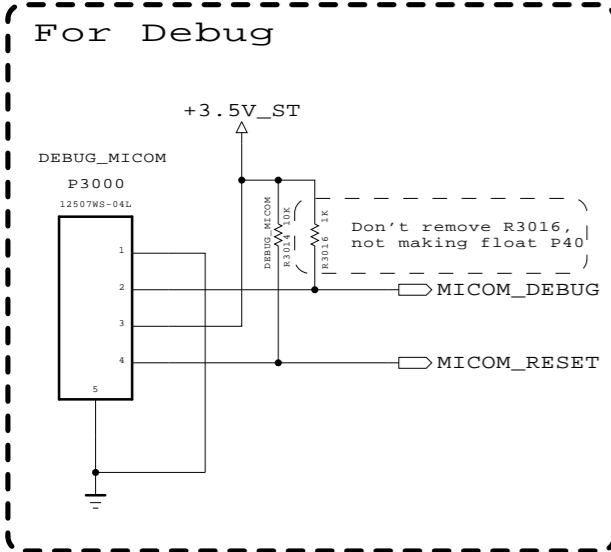 For Debug
+3.5V_ST
DEBUG_MICOM
P3000
12507WS-04L
1
2
3
4
5
DEBUG_MICOM
R3014 10K
R3016 1K
Don't remove R3016,
not making float P40
MICOM_DEBUG
MICOM_RESET